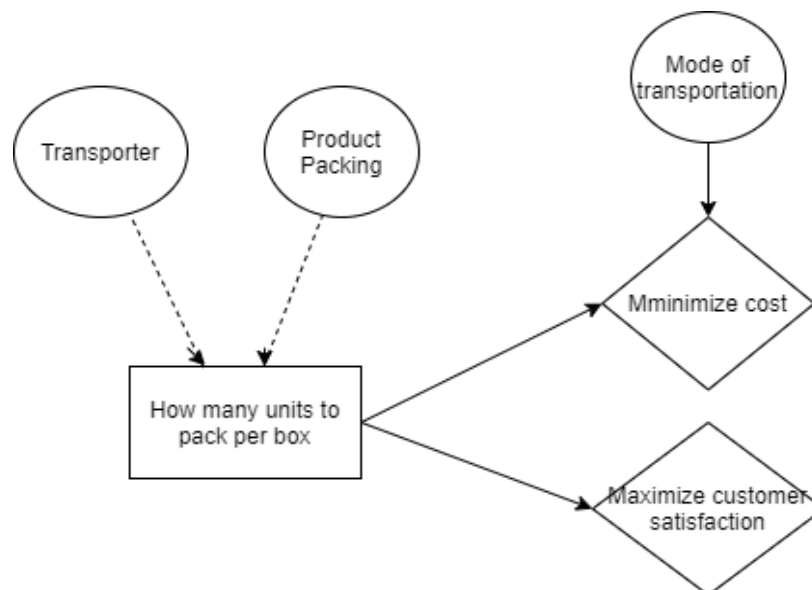 Mode of
transportation
Transporter
Product
Packing
Mminimize cost
How many units to
pack per box
Maximize customer
satisfaction